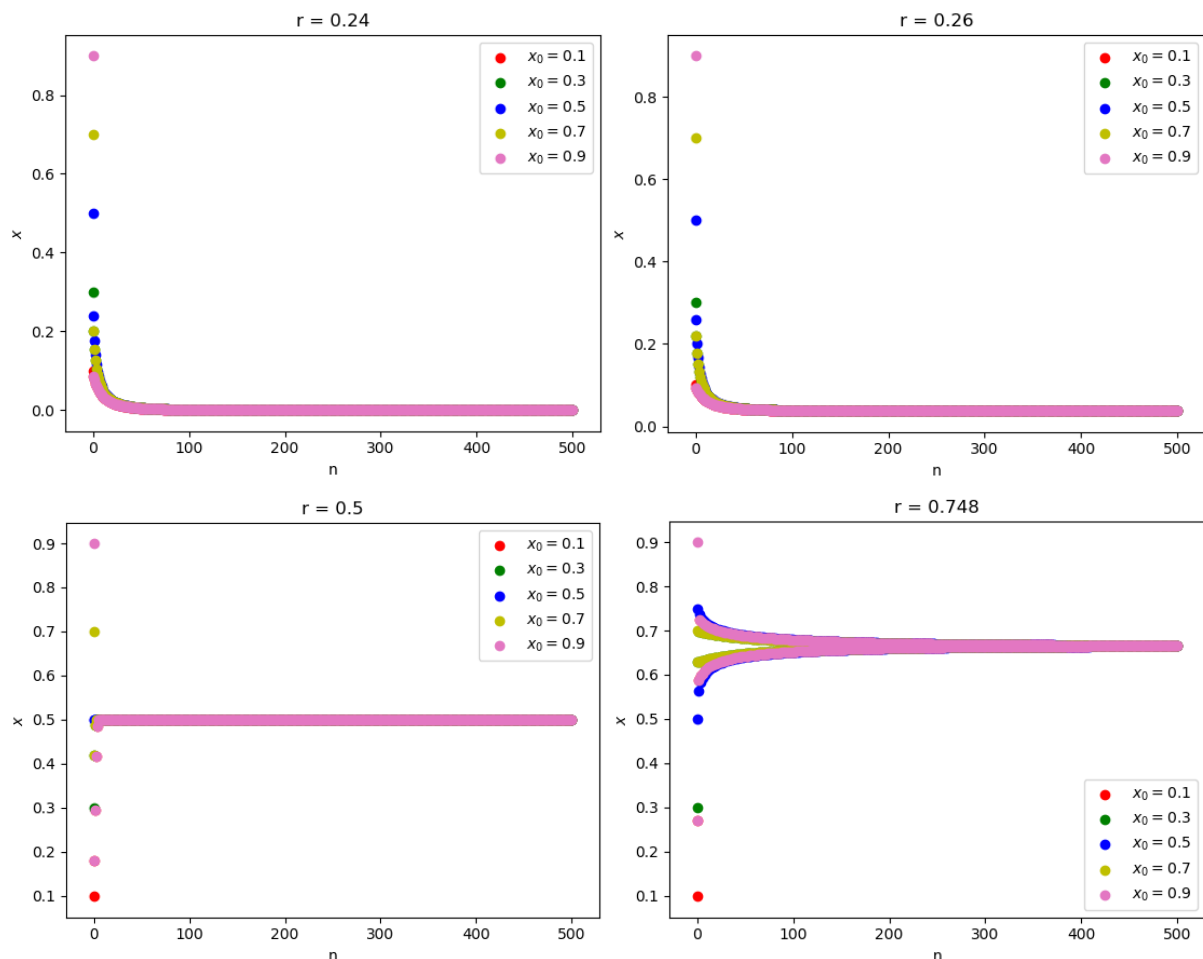 r = 0.24
x
0.8
0.6
0.4
0.2
0.0
x₀ = 0.1
x₀ = 0.3
x₀ = 0.5
x₀ = 0.7
x₀ = 0.9
0 100 200 300 400 500
n
r = 0.26
x
0.8
0.6
0.4
0.2
0.0
x₀ = 0.1
x₀ = 0.3
x₀ = 0.5
x₀ = 0.7
x₀ = 0.9
0 100 200 300 400 500
n
r = 0.5
x
0.9
0.8
0.7
0.6
0.5
0.4
0.3
0.2
0.1
x₀ = 0.1
x₀ = 0.3
x₀ = 0.5
x₀ = 0.7
x₀ = 0.9
0 100 200 300 400 500
n
r = 0.748
x
0.9
0.8
0.7
0.6
0.5
0.4
0.3
0.2
0.1
x₀ = 0.1
x₀ = 0.3
x₀ = 0.5
x₀ = 0.7
x₀ = 0.9
0 100 200 300 400 500
n